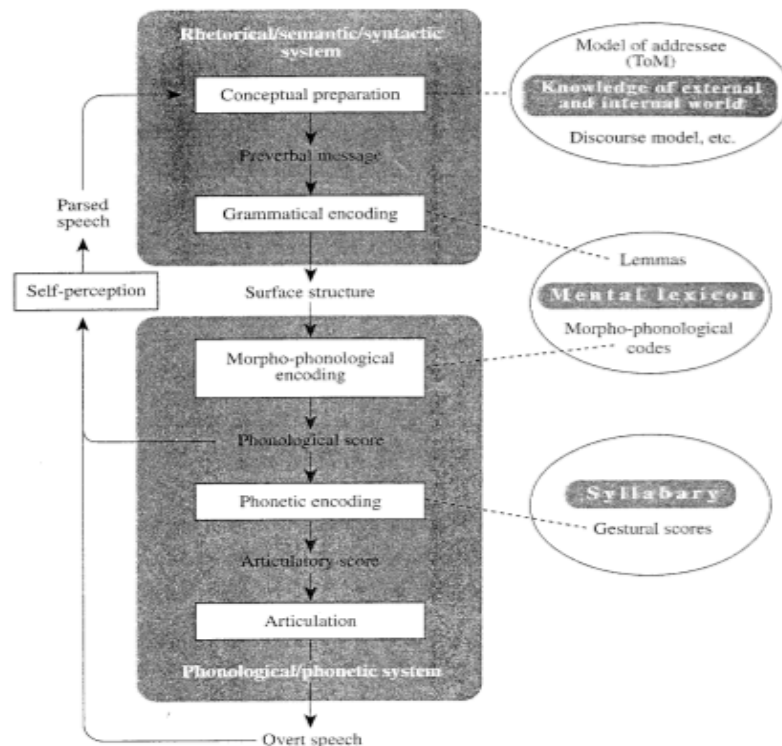 Rhetorical/semantic/syntactic
system
Conceptual preparation
Preverbal message
Grammatical encoding
Model of addressee
(ToM)
Knowledge of external
and internal world
Discourse model, etc.
Parsed
speech
Self-perception
Surface structure
Lemmas
Mental lexicon
Morpho-phonological
codes
Morpho-phonological
encoding
Phonological score
Phonetic encoding
Articulatory score
Articulation
Phonological/phonetic system
Syllabary
Gestural scores
Overt speech